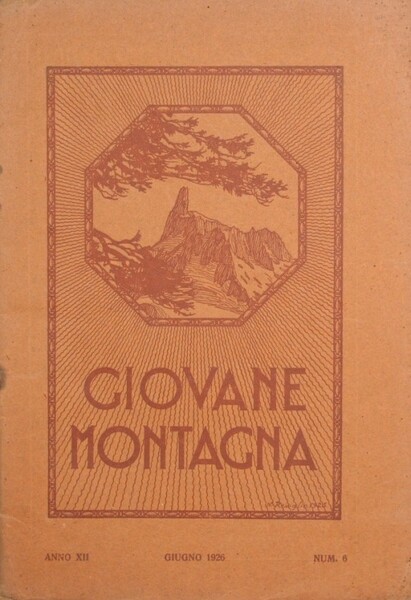 GIOVANE
MONTAGNA
ANNO XII GIUGNO 1926 NUM. 6